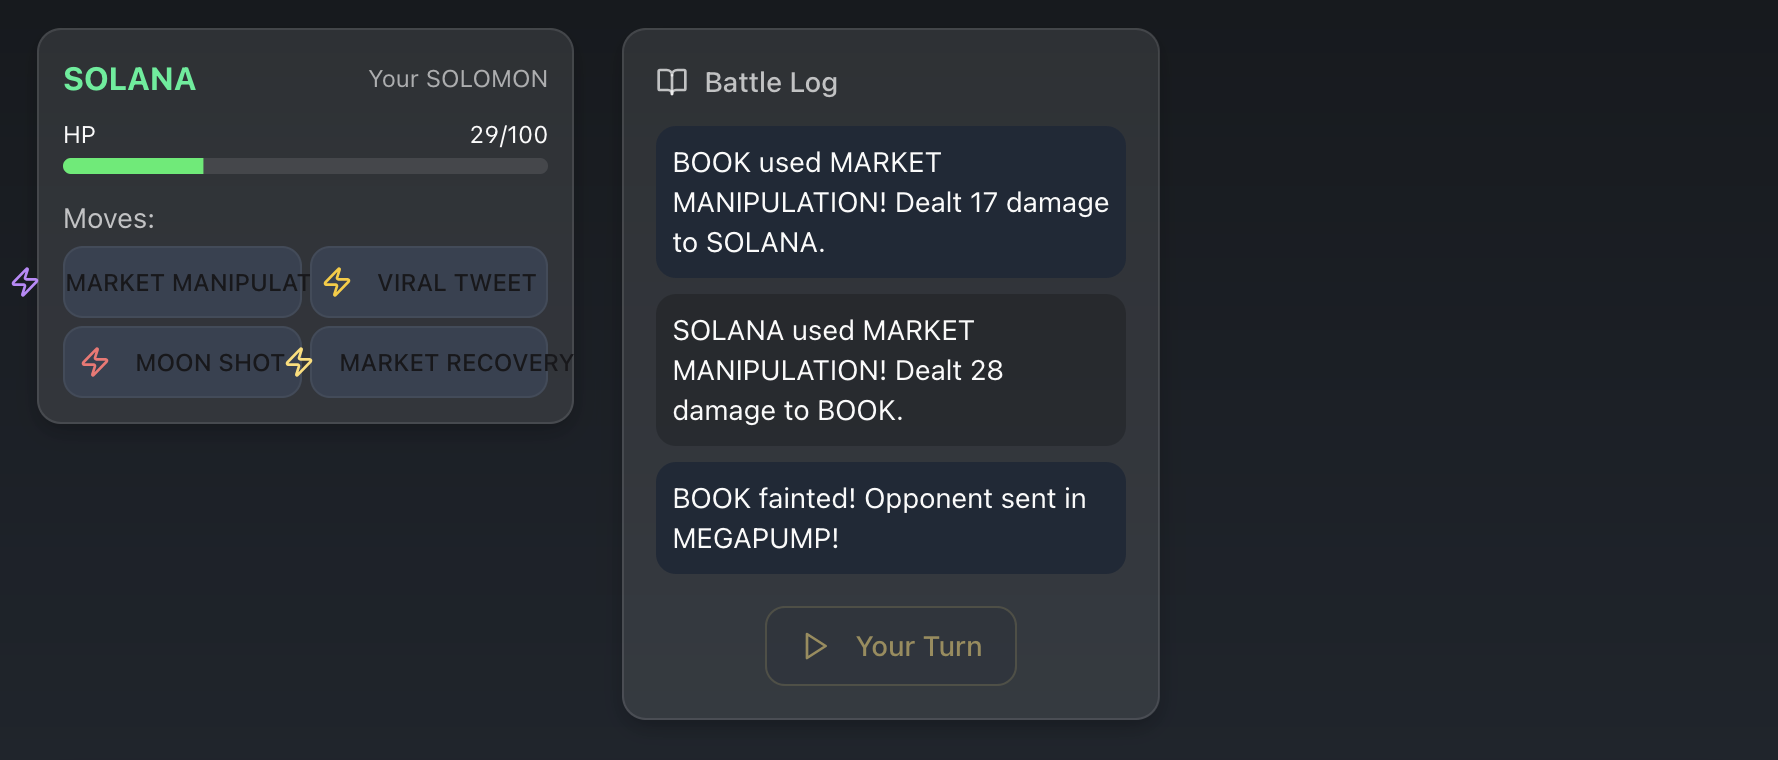 SOLANA
Your SOLOMON
HP
29/100
Moves:
MARKET MANIPULAT
VIRAL TWEET
MOON SHOT
MARKET RECOVERY
Battle Log
BOOK used MARKET
MANIPULATION! Dealt 17 damage
to SOLANA.
SOLANA used MARKET
MANIPULATION! Dealt 28
damage to BOOK.
BOOK fainted! Opponent sent in
MEGAPUMP!
Your Turn